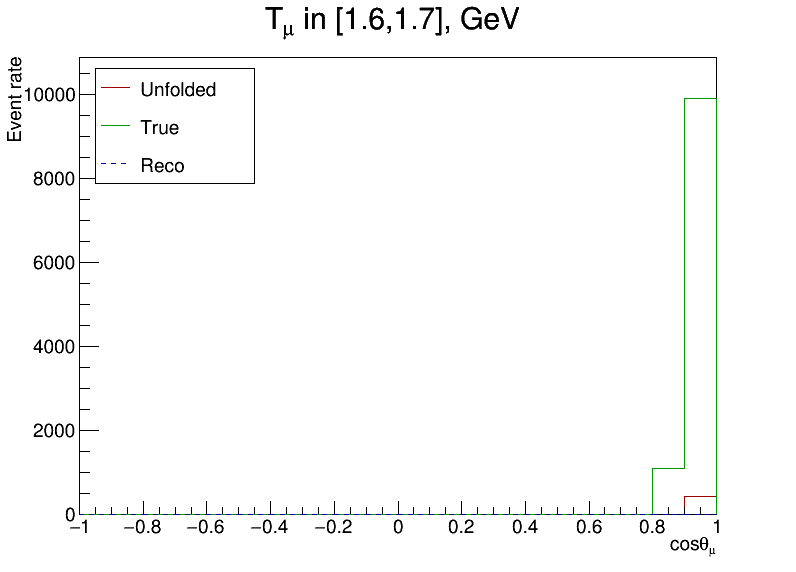 T_μ in [1.6,1.7], GeV
Event rate
Unfolded
True
Reco
10000
8000
6000
4000
2000
0
−1 −0.8 −0.6 −0.4 −0.2 0 0.2 0.4 0.6 0.8 1
cosθ_μ